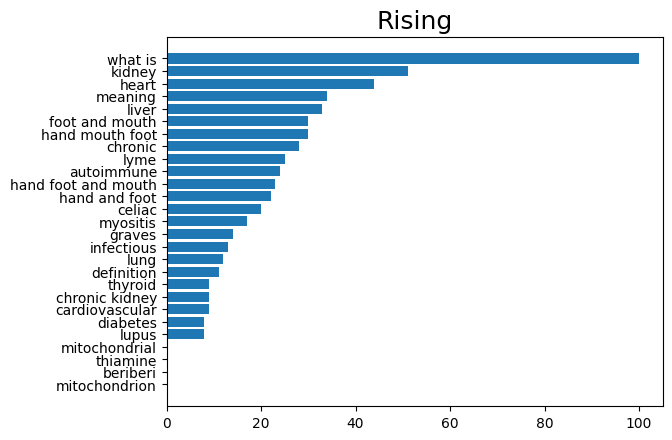 Rising
what is
kidney
heart
meaning
liver
foot and mouth
hand mouth foot
chronic
lyme
autoimmune
hand foot and mouth
hand and foot
celiac
myositis
graves
infectious
lung
definition
thyroid
chronic kidney
cardiovascular
diabetes
lupus
mitochondrial
thiamine
beriberi
mitochondrion
0 20 40 60 80 100